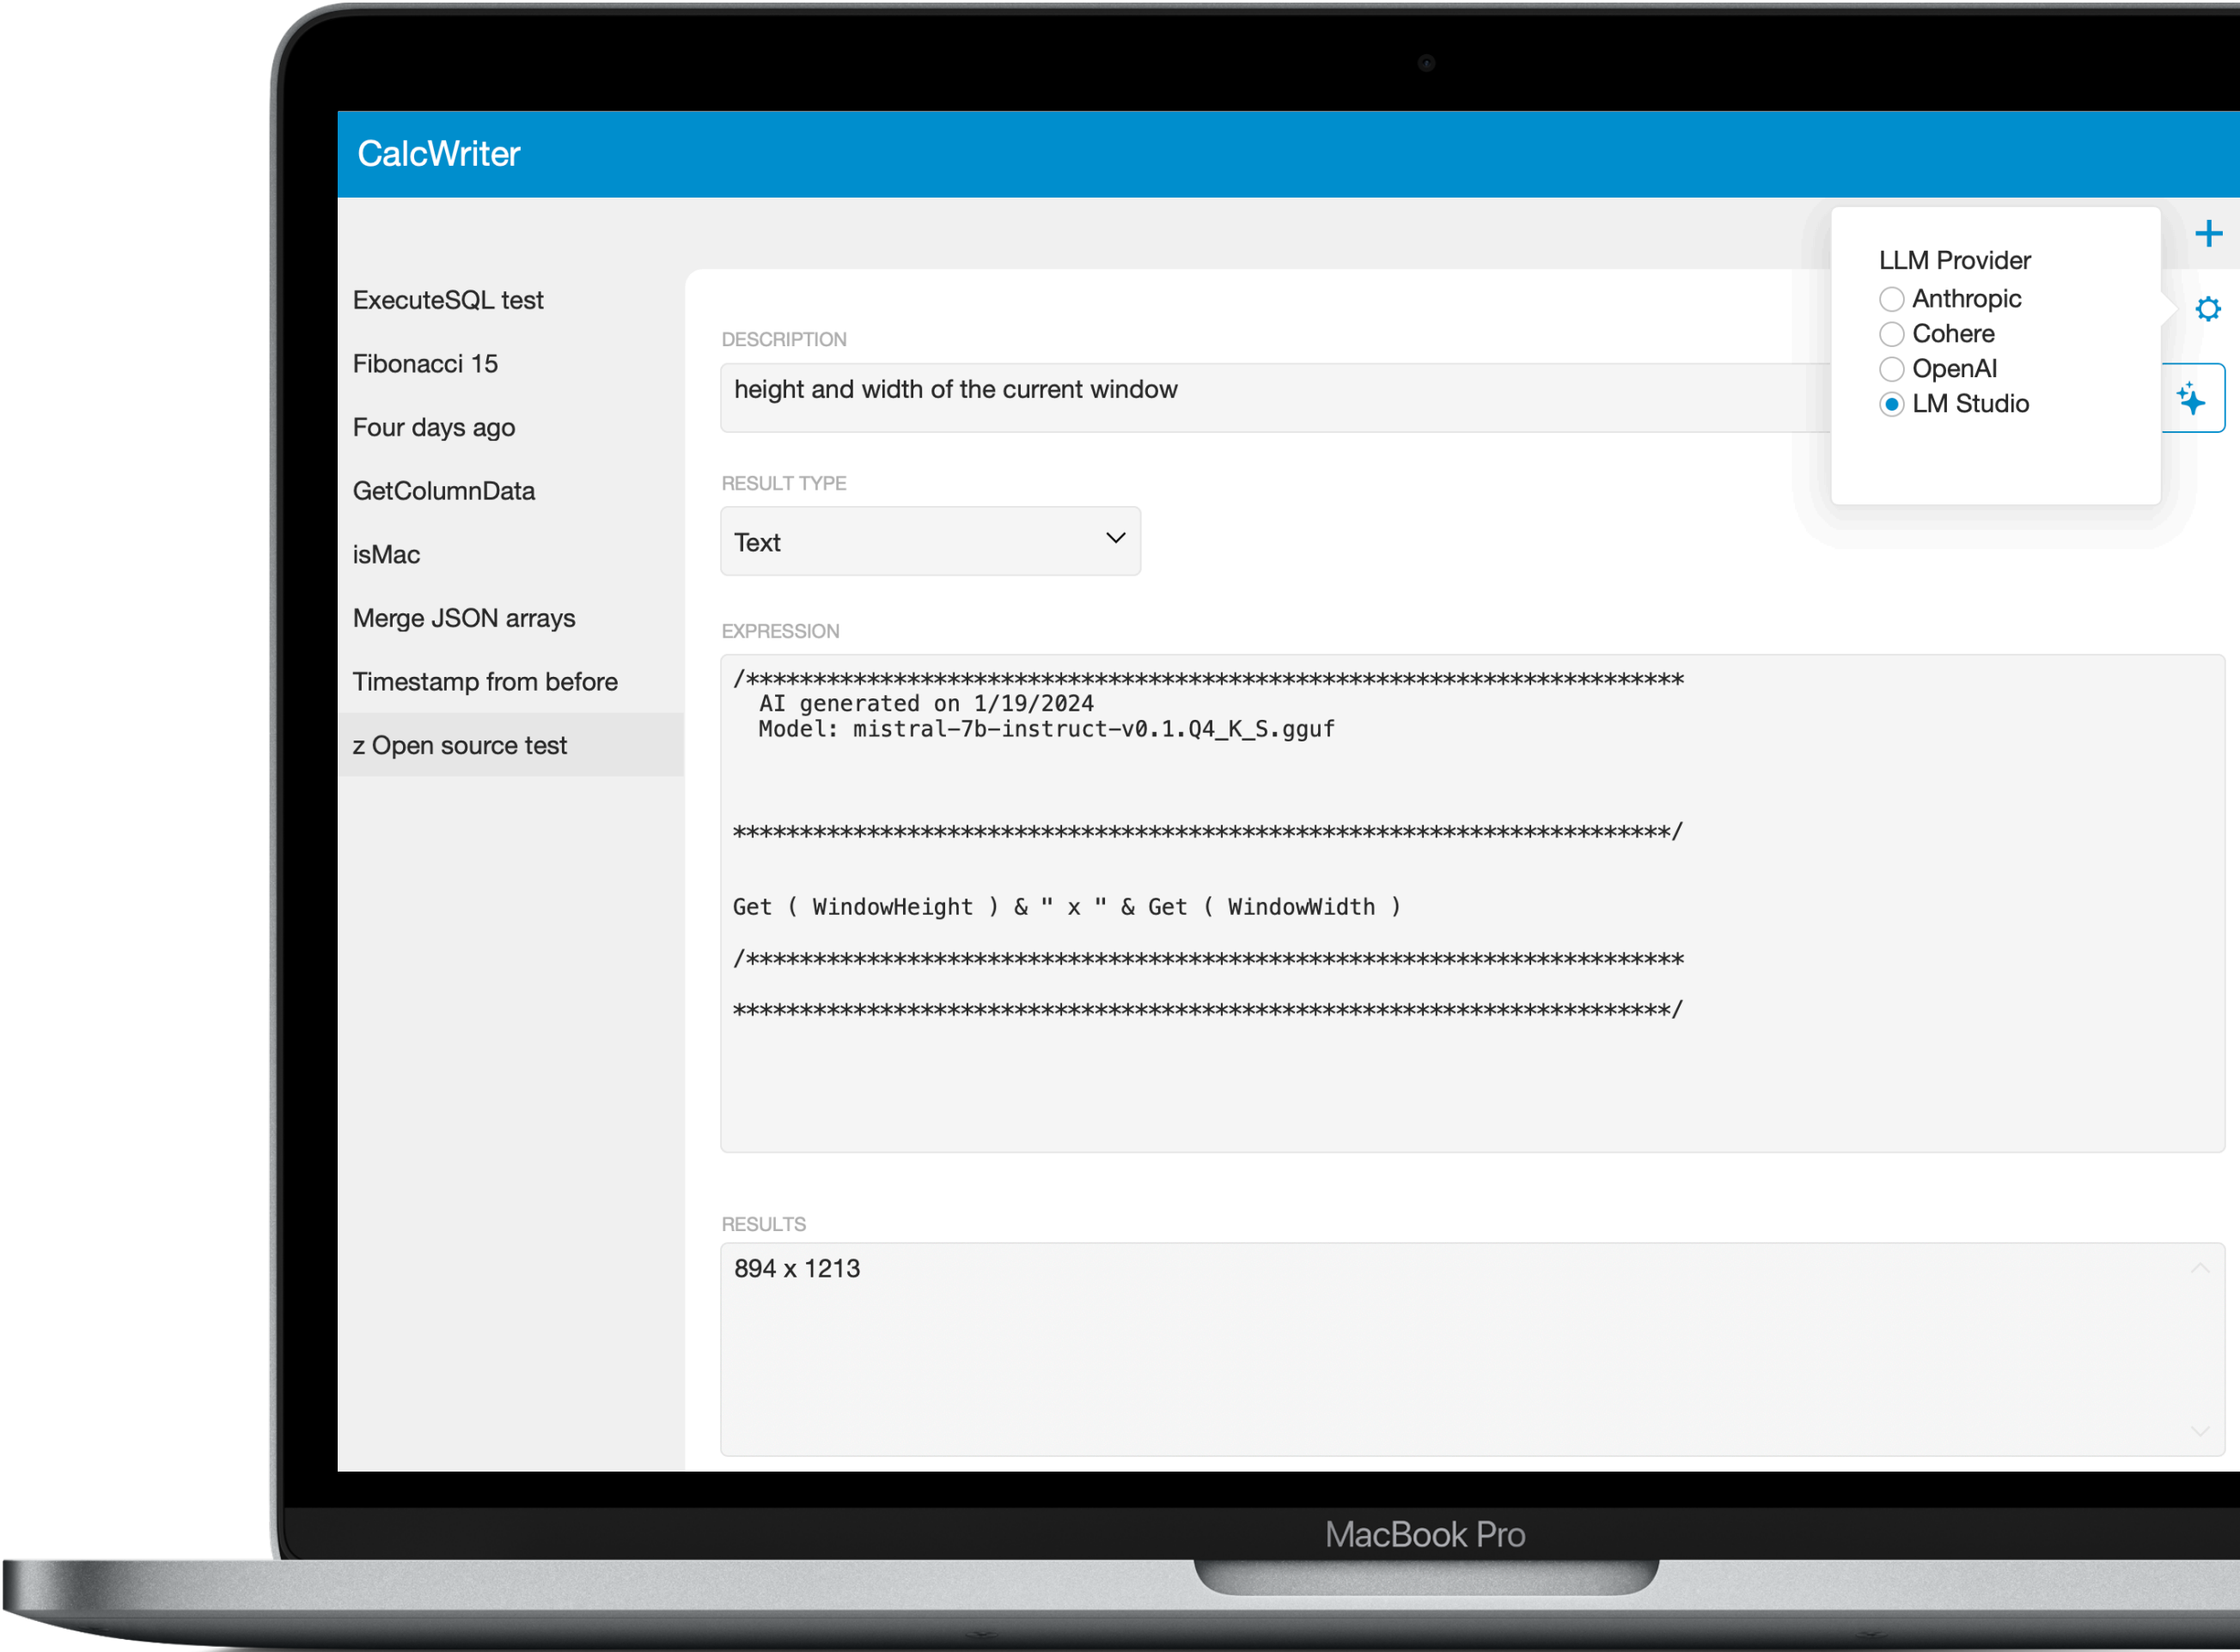 CalcWriter
LLM Provider
Anthropic
Cohere
OpenAI
LM Studio
ExecuteSQL test
Fibonacci 15
Four days ago
GetColumnData
isMac
Merge JSON arrays
Timestamp from before
z Open source test
DESCRIPTION
height and width of the current window
RESULT TYPE
Text
EXPRESSION
/**********************************************************************
AI generated on 1/19/2024
Model: mistral-7b-instruct-v0.1.Q4_K_S.gguf
**********************************************************************/
Get ( WindowHeight ) & " x " & Get ( WindowWidth )
/**********************************************************************
**********************************************************************/
RESULTS
894 x 1213
MacBook Pro